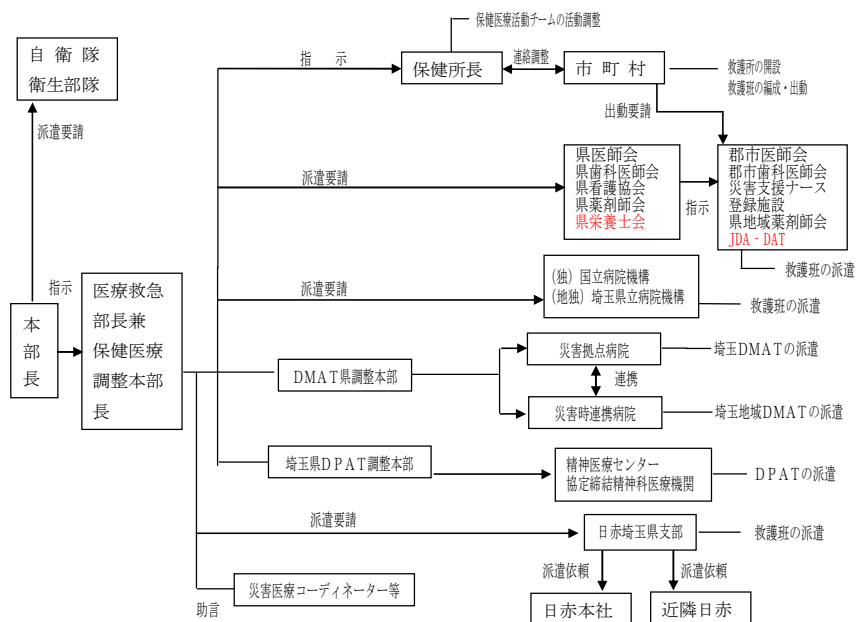 保健医療活動チームの活動調整
自 衛 隊
衛生部隊
指　示
保健所長
連絡調整
市 町 村
救護所の開設
救護班の編成・出動
派遣要請
出動要請
派遣要請
県医師会
県歯科医師会
県看護協会
県薬剤師会
県栄養士会
指示
郡市医師会
郡市歯科医師会
災害支援ナース
登録施設
県地域薬剤師会
JDA‐DAT
救護班の派遣
指示
本
部
長
医療救急
部長兼
保健医療
調整本部
長
派遣要請
(独) 国立病院機構
(地独) 埼玉県立病院機構
救護班の派遣
DMAT県調整本部
災害拠点病院
埼玉DMATの派遣
連携
災害時連携病院
埼玉地域DMATの派遣
埼玉県DPAT調整本部
精神医療センター
協定締結精神科医療機関
DPATの派遣
派遣要請
日赤埼玉県支部
救護班の派遣
派遣依頼
派遣依頼
災害医療コーディネーター等
助言
日赤本社
近隣日赤